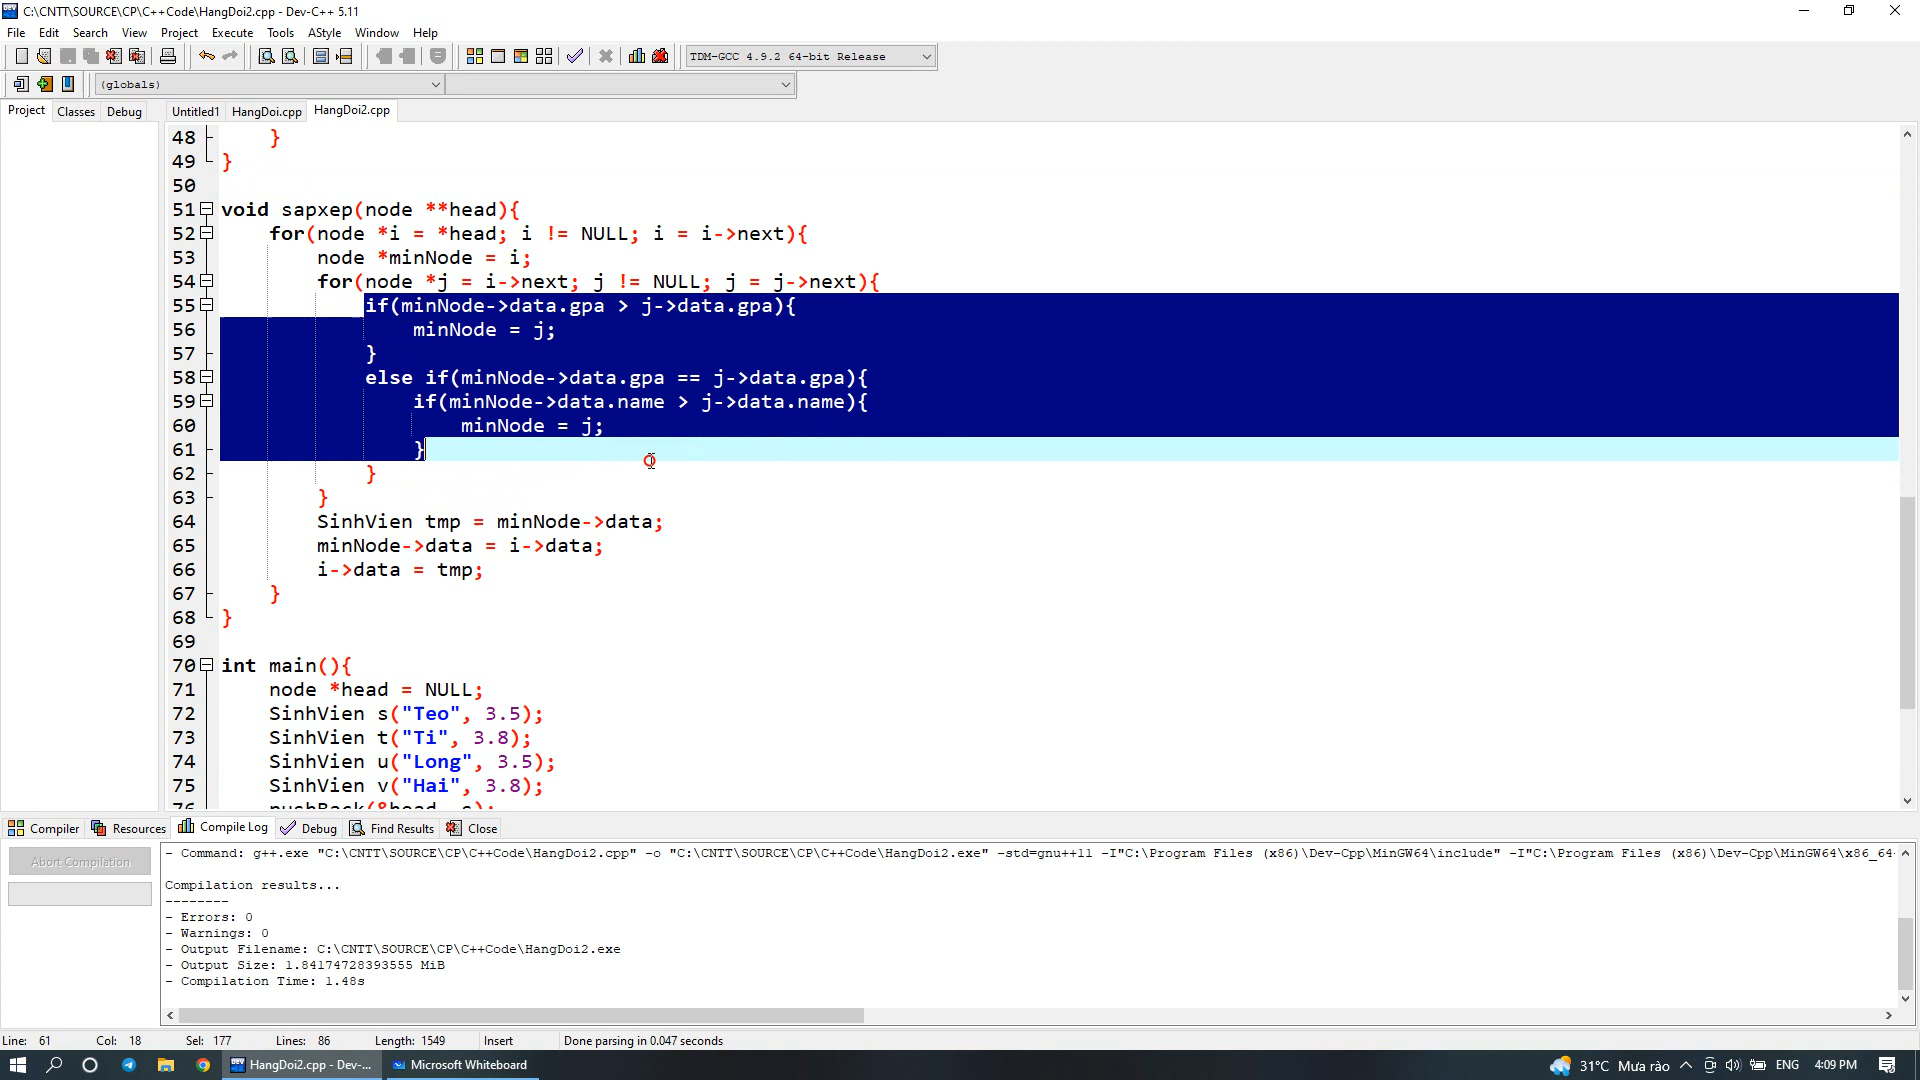 C:\CNTT\SOURCE\CP\C++Code\HangDoi2.cpp - Dev-C++ 5.11
File Edit Search View Project Execute Tools AStyle Window Help
TDM-GCC 4.9.2 64-bit Release
(globals)
Project Classes Debug Untitled1 HangDoi.cpp HangDoi2.cpp
48 }
49 }
50
51 void sapxep(node **head){
52 for(node *i = *head; i != NULL; i = i->next){
53 node *minNode = i;
54 for(node *j = i->next; j != NULL; j = j->next){
55 if(minNode->data.gpa > j->data.gpa){
56 minNode = j;
57 }
58 else if(minNode->data.gpa == j->data.gpa){
59 if(minNode->data.name > j->data.name){
60 minNode = j;
61 }
62 }
63 }
64 SinhVien tmp = minNode->data;
65 minNode->data = i->data;
66 i->data = tmp;
67 }
68 }
69
70 int main(){
71 node *head = NULL;
72 SinhVien s("Teo", 3.5);
73 SinhVien t("Ti", 3.8);
74 SinhVien u("Long", 3.5);
75 SinhVien v("Hai", 3.8);
76 pushBack(&head, s);
Compiler Resources Compile Log Debug Find Results Close
Abort Compilation
- Command: g++.exe "C:\CNTT\SOURCE\CP\C++Code\HangDoi2.cpp" -o "C:\CNTT\SOURCE\CP\C++Code\HangDoi2.exe" -std=gnu++11 -I"C:\Program Files (x86)\Dev-Cpp\MinGW64\include" -I"C:\Program Files (x86)\Dev-Cpp\MinGW64\x86_64-
Compilation results...
--------
- Errors: 0
- Warnings: 0
- Output Filename: C:\CNTT\SOURCE\CP\C++Code\HangDoi2.exe
- Output Size: 1.84174728393555 MiB
- Compilation Time: 1.48s
Line: 61 Col: 18 Sel: 177 Lines: 86 Length: 1549 Insert Done parsing in 0.047 seconds
HangDoi2.cpp - Dev-... Microsoft Whiteboard 31°C Mưa rào ENG 4:09 PM